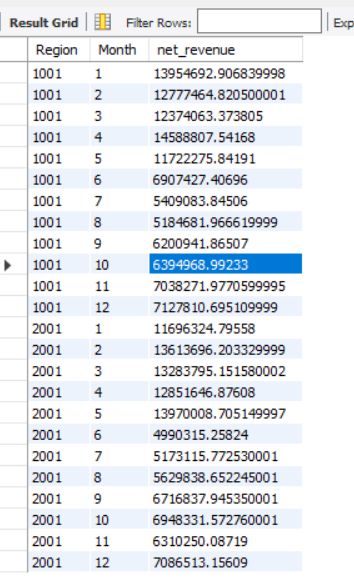 Result Grid Filter Rows: Exp
Region Month net_revenue
1001 1 13954692.906839998
1001 2 12777464.820500001
1001 3 12374063.373805
1001 4 14588807.54168
1001 5 11722275.84191
1001 6 6907427.40696
1001 7 5409083.84506
1001 8 5184681.966619999
1001 9 6200941.86507
1001 10 6394968.99233
1001 11 7038271.9770599995
1001 12 7127810.695109999
2001 1 11696324.79558
2001 2 13613696.203329999
2001 3 13283795.151580002
2001 4 12851646.87608
2001 5 13970008.705149997
2001 6 4990315.25824
2001 7 5173115.772530001
2001 8 5629838.652245001
2001 9 6716837.945350001
2001 10 6948331.572760001
2001 11 6310250.08719
2001 12 7086513.15609